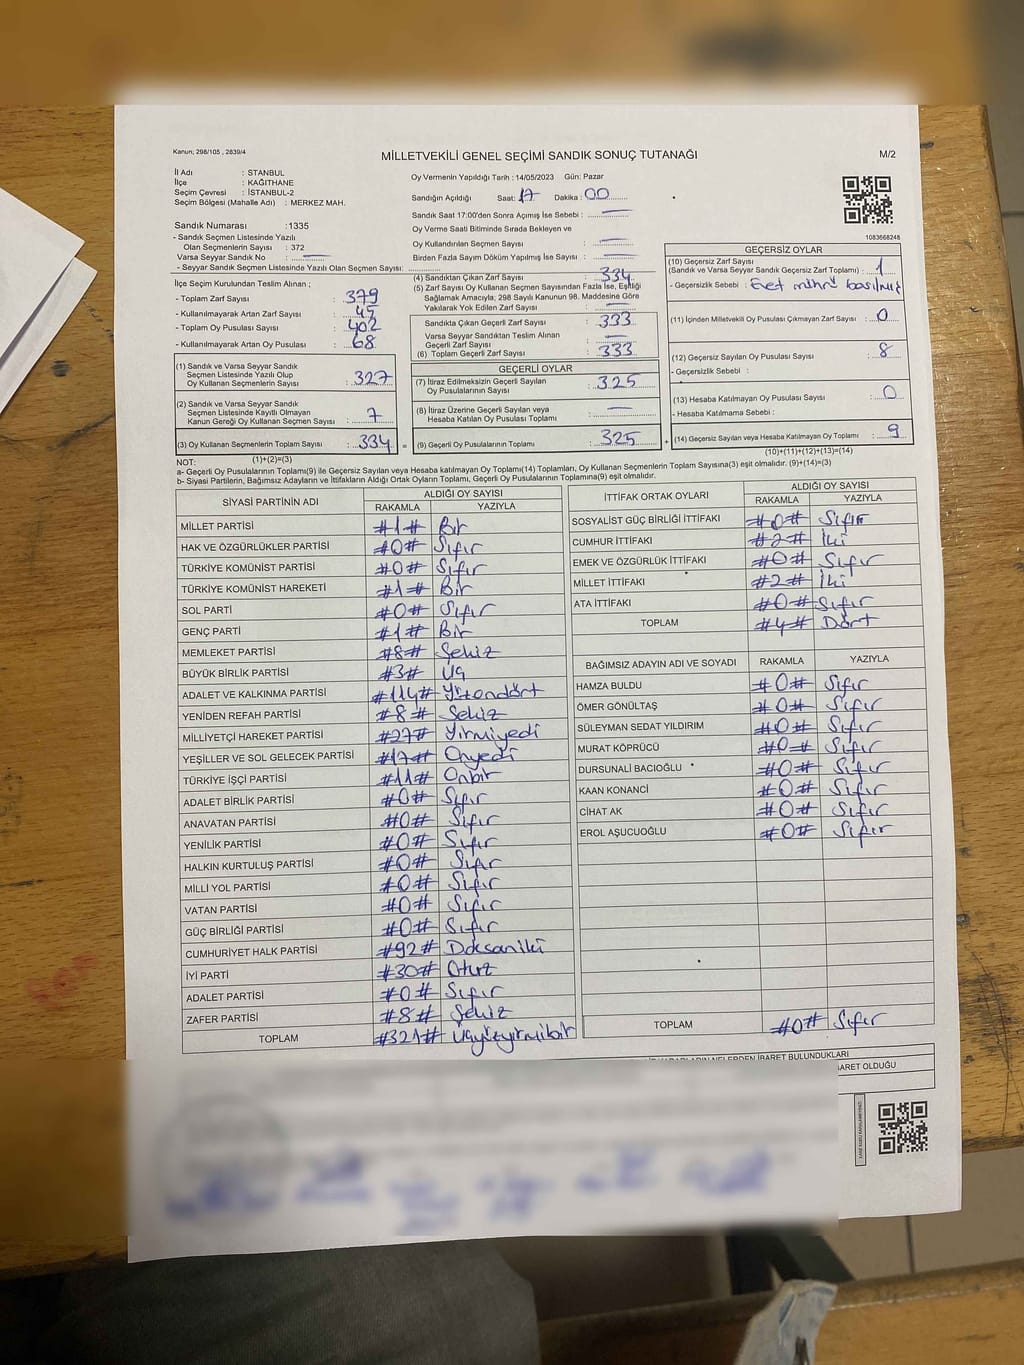 Kanun; 298/105 , 2839/4
MİLLETVEKİLİ GENEL SEÇİMİ SANDIK SONUÇ TUTANAĞI
M/2
İl Adı : STANBUL
İlçe : KAĞITHANE
Seçim Çevresi : İSTANBUL-2
Seçim Bölgesi (Mahalle Adı) : MERKEZ MAH.
Oy Vermenin Yapıldığı Tarih : 14/05/2023 Gün: Pazar
Sandığın Açıldığı Saat: 17 Dakika : 00
Sandık Saat 17:00'den Sonra Açımış İse Sebebi : —
Oy Verme Saati Bitiminde Sırada Bekleyen ve
Oy Kullandırılan Seçmen Sayısı : —
Birden Fazla Sayım Döküm Yapılmış İse Sayısı : —
1083668248
Sandık Numarası :1335
- Sandık Seçmen Listesinde Yazılı
Olan Seçmenlerin Sayısı : 372
Varsa Seyyar Sandık No : —
- Seyyar Sandık Seçmen Listesinde Yazılı Olan Seçmen Sayısı:
İlçe Seçim Kurulundan Teslim Alınan ;
- Toplam Zarf Sayısı : 379
- Kullanılmayarak Artan Zarf Sayısı : 45
- Toplam Oy Pusulası Sayısı : 402
- Kullanılmayarak Artan Oy Pusulası : 68
(1) Sandık ve Varsa Seyyar Sandık
Seçmen Listesinde Yazılı Olup
Oy Kullanan Seçmenlerin Sayısı : 327
(2) Sandık ve Varsa Seyyar Sandık
Seçmen Listesinde Kayıtlı Olmayan
Kanun Gereği Oy Kullanan Seçmen Sayısı : 7
(3) Oy Kullanan Seçmenlerin Toplam Sayısı : 334
(1)+(2)=(3)
(4) Sandıktan Çıkan Zarf Sayısı : 334
(5) Zarf Sayısı Oy Kullanan Seçmen Sayısından Fazla İse, Eşitliği
Sağlamak Amacıyla; 298 Sayılı Kanunun 98. Maddesine Göre
Yakılarak Yok Edilen Zarf Sayısı : —
Sandıkta Çıkan Geçerli Zarf Sayısı : 333
Varsa Seyyar Sandıktan Teslim Alınan
Geçerli Zarf Sayısı : —
(6) Toplam Geçerli Zarf Sayısı : 333
GEÇERLİ OYLAR
(7) İtiraz Edilmeksizin Geçerli Sayılan
Oy Pusulalarının Sayısı : 325
(8) İtiraz Üzerine Geçerli Sayılan veya
Hesaba Katılan Oy Pusulası Toplamı : —
= (9) Geçerli Oy Pusulalarının Toplamı : 325
GEÇERSİZ OYLAR
(10) Geçersiz Zarf Sayısı
(Sandık ve Varsa Seyyar Sandık Geçersiz Zarf Toplamı) : 1
- Geçersizlik Sebebi : Evet mührü basılmış
(11) İçinden Milletvekili Oy Pusulası Çıkmayan Zarf Sayısı : 0
(12) Geçersiz Sayılan Oy Pusulası Sayısı : 8
- Geçersizlik Sebebi :
(13) Hesaba Katılmayan Oy Pusulası Sayısı : 0
- Hesaba Katılmama Sebebi :
+ (14) Geçersiz Sayılan veya Hesaba Katılmayan Oy Toplamı : 9
(10)+(11)+(12)+(13)=(14)
NOT:
a- Geçerli Oy Pusulalarının Toplamı(9) ile Geçersiz Sayılan veya Hesaba katılmayan Oy Toplamı(14) Toplamları, Oy Kullanan Seçmenlerin Toplam Sayısına(3) eşit olmalıdır. (9)+(14)=(3)
b- Siyasi Partilerin, Bağımsız Adayların ve İttifakların Aldığı Ortak Oyların Toplamı, Geçerli Oy Pusulalarının Toplamına(9) eşit olmalıdır.
SİYASİ PARTİNİN ADI ALDIĞI OY SAYISI
RAKAMLA YAZIYLA
MİLLET PARTİSİ #1# Bir
HAK VE ÖZGÜRLÜKLER PARTİSİ #0# Sıfır
TÜRKİYE KOMÜNİST PARTİSİ #0# Sıfır
TÜRKİYE KOMÜNİST HAREKETİ #1# Bir
SOL PARTİ #0# Sıfır
GENÇ PARTİ #1# Bir
MEMLEKET PARTİSİ #8# Sekiz
BÜYÜK BİRLİK PARTİSİ #3# Üç
ADALET VE KALKINMA PARTİSİ #114# Yüzondört
YENİDEN REFAH PARTİSİ #8# Sekiz
MİLLİYETÇİ HAREKET PARTİSİ #27# Yirmiyedi
YEŞİLLER VE SOL GELECEK PARTİSİ #17# Onyedi
TÜRKİYE İŞÇİ PARTİSİ #11# Onbir
ADALET BİRLİK PARTİSİ #0# Sıfır
ANAVATAN PARTİSİ #0# Sıfır
YENİLİK PARTİSİ #0# Sıfır
HALKIN KURTULUŞ PARTİSİ #0# Sıfır
MİLLİ YOL PARTİSİ #0# Sıfır
VATAN PARTİSİ #0# Sıfır
GÜÇ BİRLİĞİ PARTİSİ #0# Sıfır
CUMHURİYET HALK PARTİSİ #92# Doksaniki
İYİ PARTİ #30# Otuz
ADALET PARTİSİ #0# Sıfır
ZAFER PARTİSİ #8# Sekiz
TOPLAM #321# Üçyüzyirmibir
İTTİFAK ORTAK OYLARI ALDIĞI OY SAYISI
RAKAMLA YAZIYLA
SOSYALİST GÜÇ BİRLİĞİ İTTİFAKI #0# Sıfır
CUMHUR İTTİFAKI #2# İki
EMEK VE ÖZGÜRLÜK İTTİFAKI #0# Sıfır
MİLLET İTTİFAKI #2# İki
ATA İTTİFAKI #0# Sıfır
TOPLAM #4# Dört
BAĞIMSIZ ADAYIN ADI VE SOYADI RAKAMLA YAZIYLA
HAMZA BULDU #0# Sıfır
ÖMER GÖNÜLTAŞ #0# Sıfır
SÜLEYMAN SEDAT YILDIRIM #0# Sıfır
MURAT KÖPRÜCÜ #0# Sıfır
DURSUNALİ BACIOĞLU #0# Sıfır
KAAN KONANCİ #0# Sıfır
CİHAT AK #0# Sıfır
EROL AŞUCUOĞLU #0# Sıfır
TOPLAM #0# Sıfır
NELERDEN İBARET BULUNDUKLARI
OLDUĞU